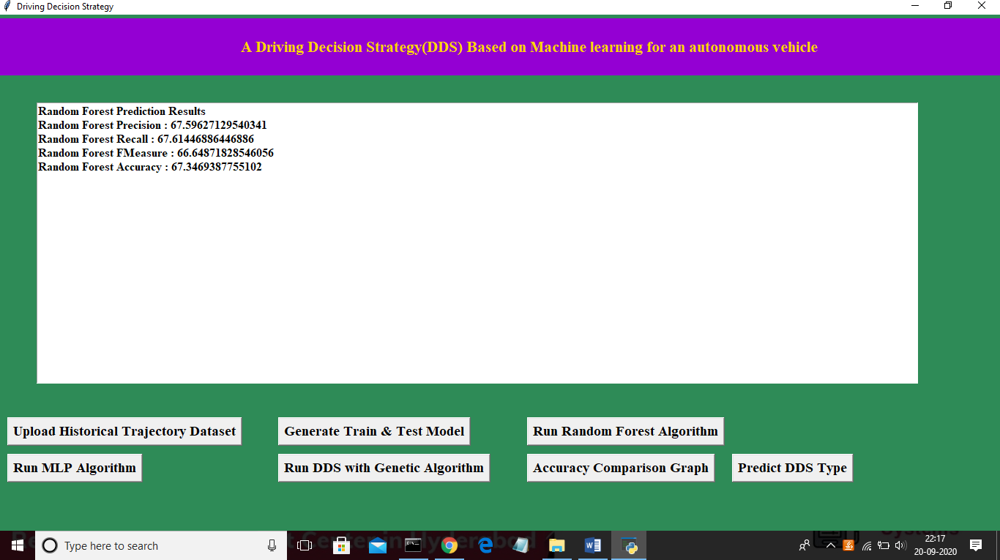 Driving Decision Strategy
A Driving Decision Strategy(DDS) Based on Machine learning for an autonomous vehicle
Random Forest Prediction Results
Random Forest Precision : 67.59627129540341
Random Forest Recall : 67.61446886446886
Random Forest FMeasure : 66.64871828546056
Random Forest Accuracy : 67.3469387755102
Upload Historical Trajectory Dataset
Generate Train & Test Model
Run Random Forest Algorithm
Run MLP Algorithm
Run DDS with Genetic Algorithm
Accuracy Comparison Graph
Predict DDS Type
Type here to search
22:17
20-09-2020